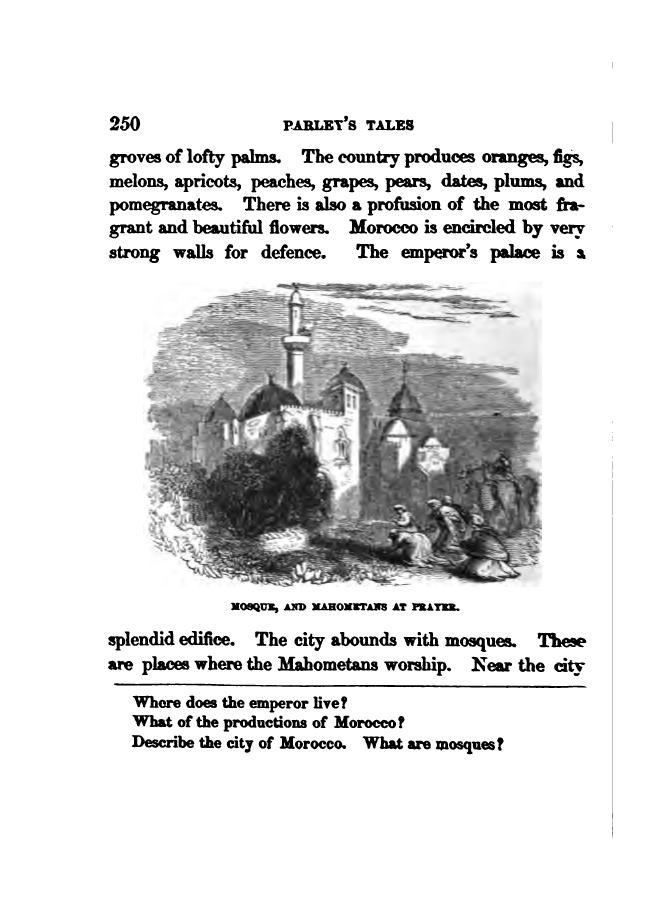 250 PARLEY'S TALES
groves of lofty palms. The country produces oranges, figs,
melons, apricots, peaches, grapes, pears, dates, plums, and
pomegranates. There is also a profusion of the most fra-
grant and beautiful flowers. Morocco is encircled by very
strong walls for defence. The emperor's palace is a
MOSQUE, AND MAHOMETANS AT PRAYER.
splendid edifice. The city abounds with mosques. These
are places where the Mahometans worship. Near the city
Where does the emperor live?
What of the productions of Morocco?
Describe the city of Morocco. What are mosques?